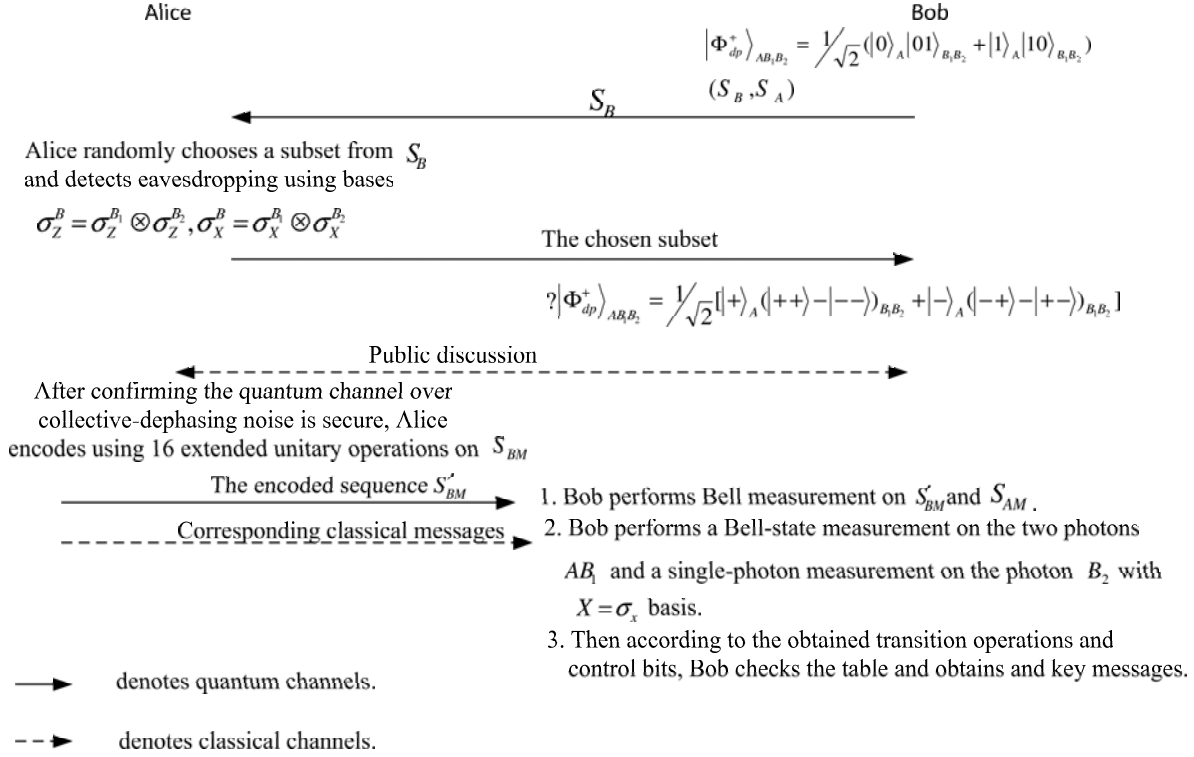 Alice
Bob
|Φ⁺_dp⟩_AB₁B₂ = 1/√2(|0⟩_A|01⟩_B₁B₂ +|1⟩_A|10⟩_B₁B₂)
(S_B ,S_A)
S_B
Alice randomly chooses a subset from S_B
and detects eavesdropping using bases
σ_Z^B = σ_Z^B₁ ⊗σ_Z^B₂ ,σ_X^B = σ_X^B₁ ⊗σ_X^B₂
The chosen subset
?|Φ⁺_dp⟩_AB₁B₂ = 1/√2[|+⟩_A(|++⟩−|−−⟩)_B₁B₂ +|−⟩_A(|−+⟩−|+−⟩)_B₁B₂]
Public discussion
After confirming the quantum channel over
collective-dephasing noise is secure, Alice
encodes using 16 extended unitary operations on S_BM
The encoded sequence S′_BM
Corresponding classical messages
1. Bob performs Bell measurement on S′_BM and S_AM .
2. Bob performs a Bell-state measurement on the two photons
AB₁ and a single-photon measurement on the photon B₂ with
X = σ_x basis.
3. Then according to the obtained transition operations and
control bits, Bob checks the table and obtains and key messages.
denotes quantum channels.
denotes classical channels.